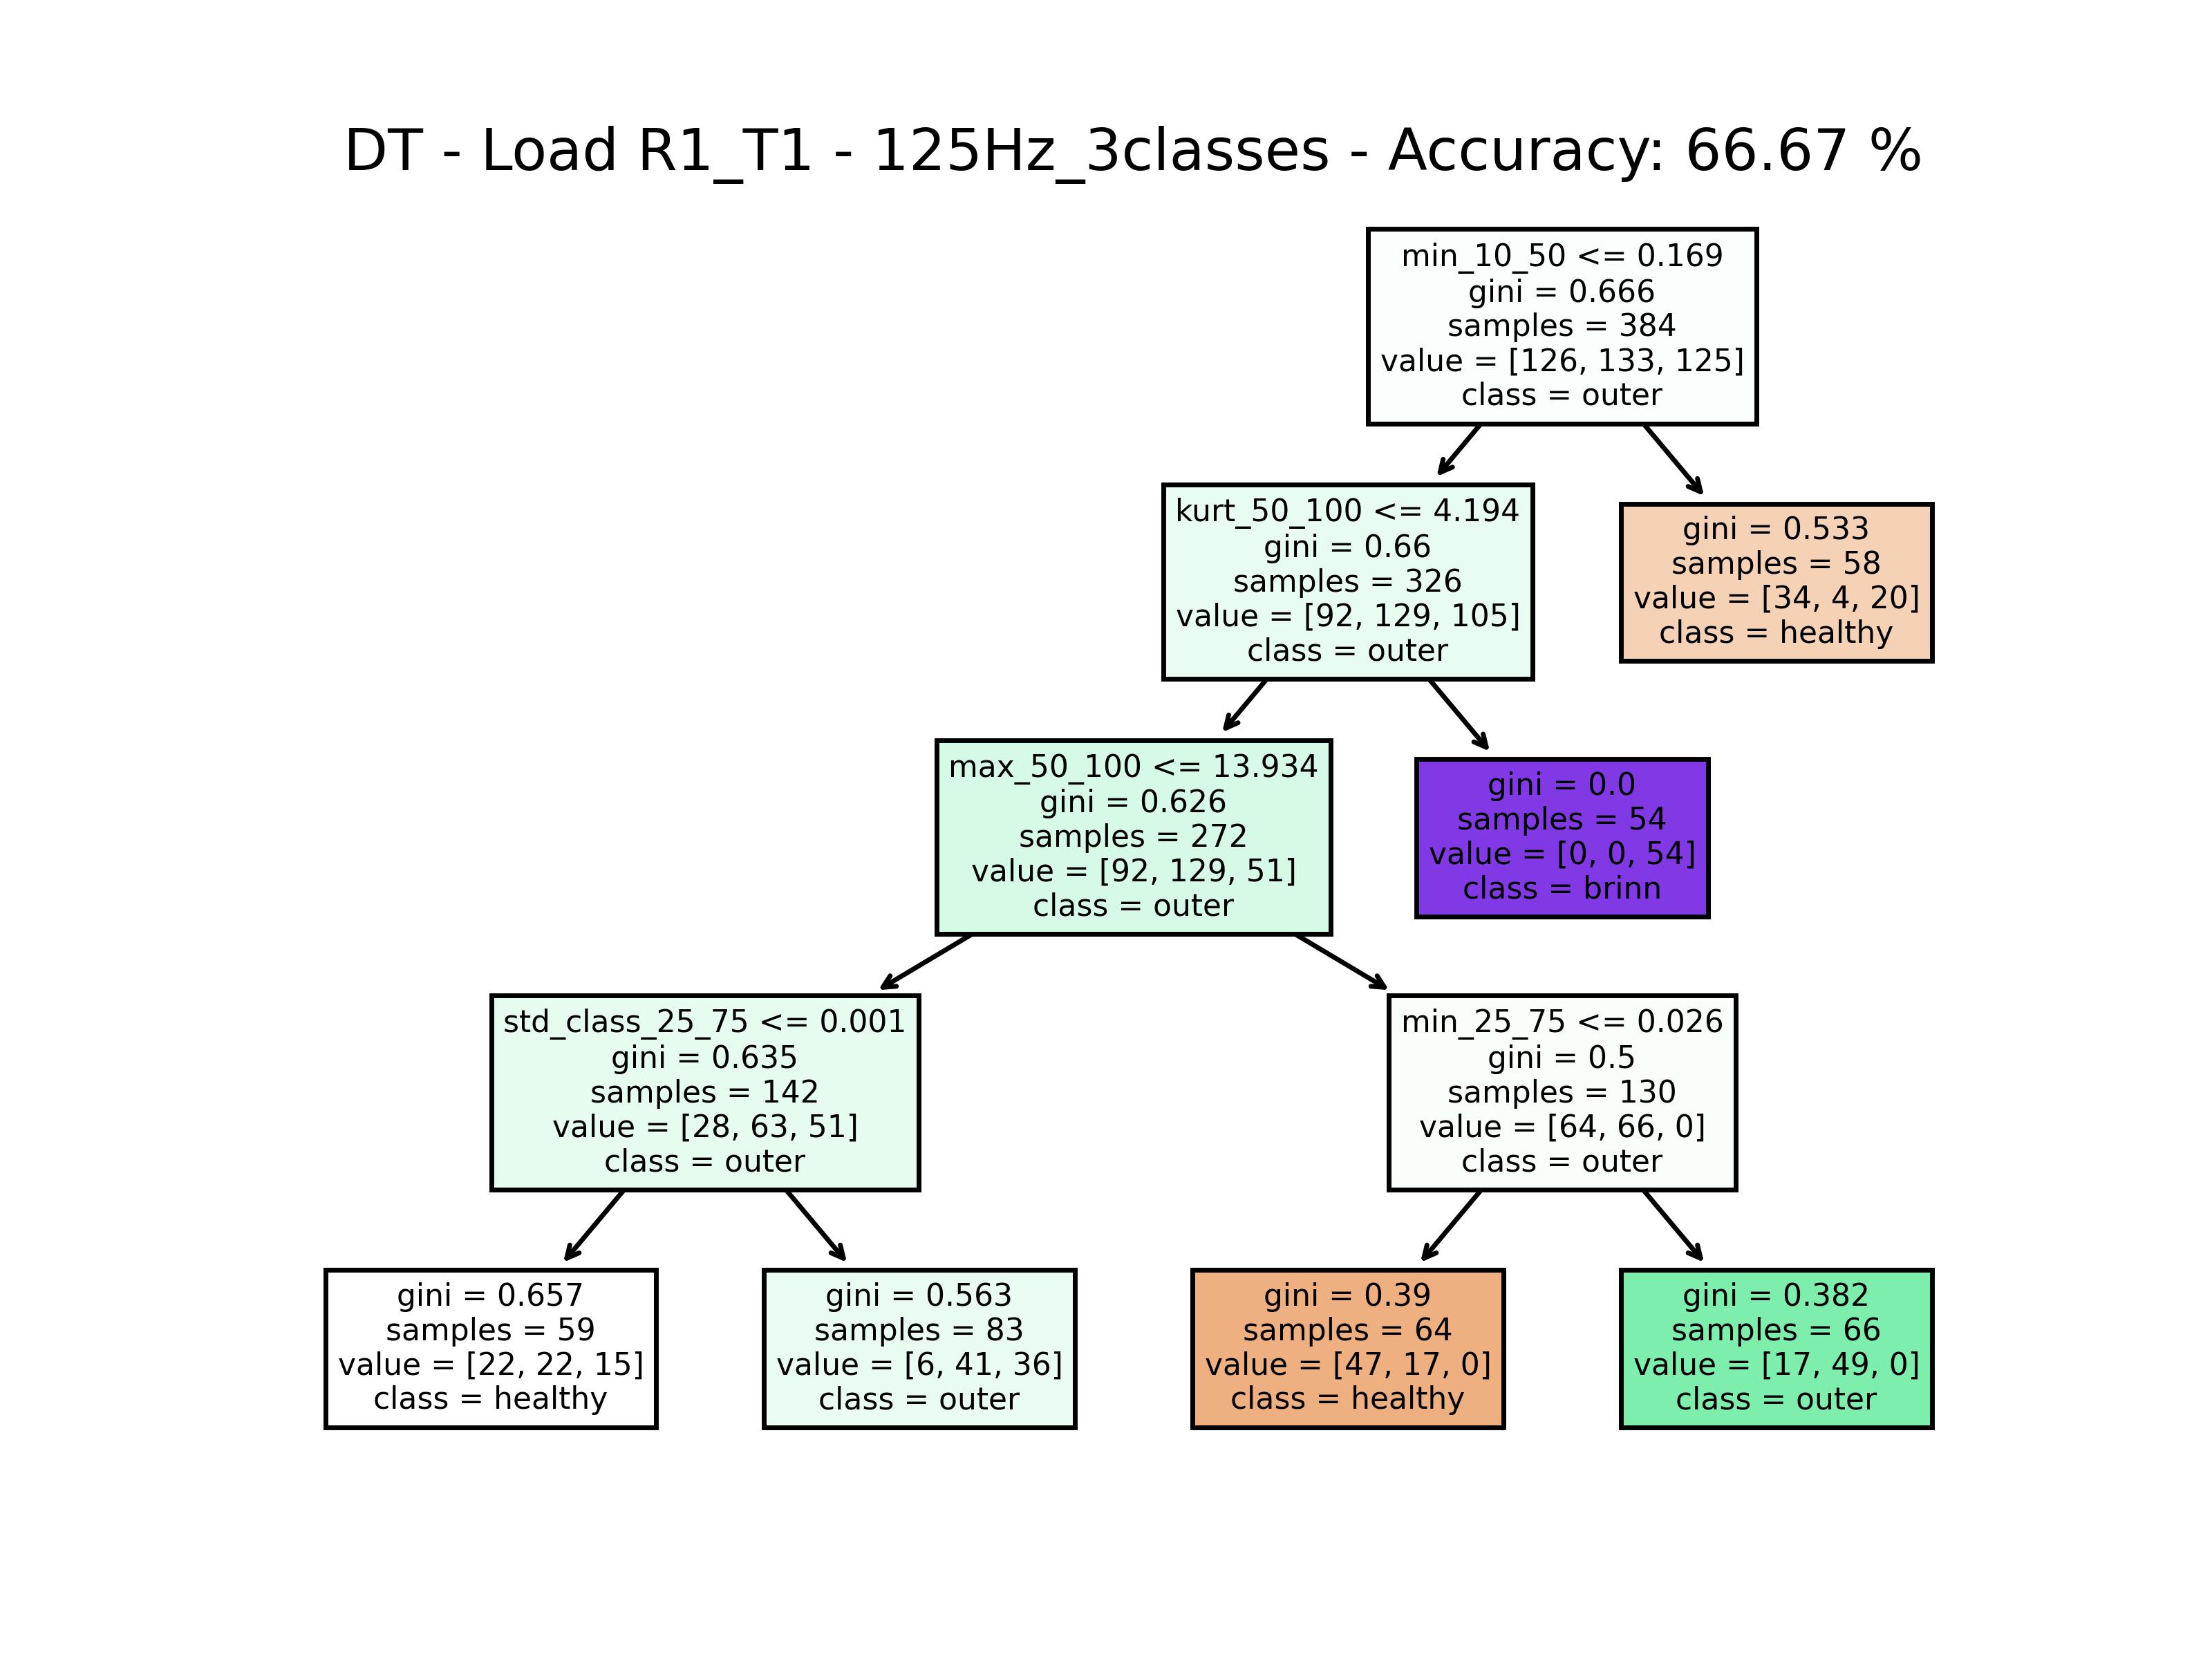 DT - Load R1_T1 - 125Hz_3classes - Accuracy: 66.67 %
min_10_50 <= 0.169
gini = 0.666
samples = 384
value = [126, 133, 125]
class = outer
kurt_50_100 <= 4.194
gini = 0.66
samples = 326
value = [92, 129, 105]
class = outer
gini = 0.533
samples = 58
value = [34, 4, 20]
class = healthy
max_50_100 <= 13.934
gini = 0.626
samples = 272
value = [92, 129, 51]
class = outer
gini = 0.0
samples = 54
value = [0, 0, 54]
class = brinn
std_class_25_75 <= 0.001
gini = 0.635
samples = 142
value = [28, 63, 51]
class = outer
min_25_75 <= 0.026
gini = 0.5
samples = 130
value = [64, 66, 0]
class = outer
gini = 0.657
samples = 59
value = [22, 22, 15]
class = healthy
gini = 0.563
samples = 83
value = [6, 41, 36]
class = outer
gini = 0.39
samples = 64
value = [47, 17, 0]
class = healthy
gini = 0.382
samples = 66
value = [17, 49, 0]
class = outer